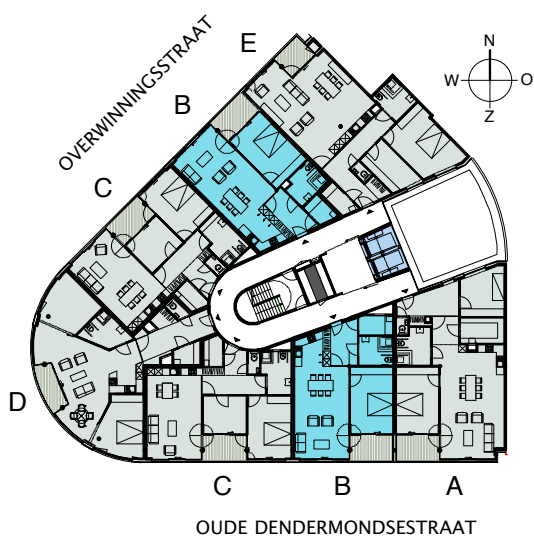 E
OVERWINNINGSSTRAAT
N
W O
Z
B
C
D
C B A
OUDE DENDERMONDSESTRAAT